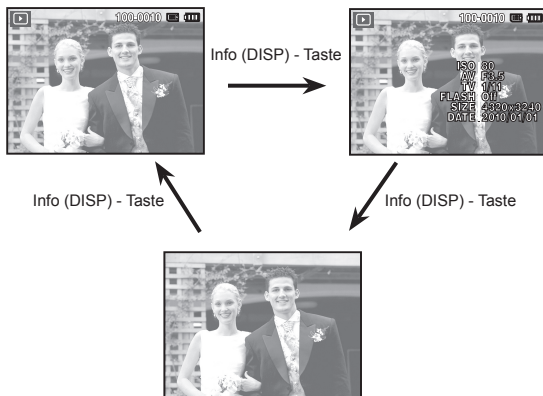 100-0010
Info (DISP) - Taste
100-0010
ISO 80
AV F3.5
TV 1/11
FLASH Off
SIZE 4320x3240
DATE 2010/01/01
Info (DISP) - Taste
Info (DISP) - Taste